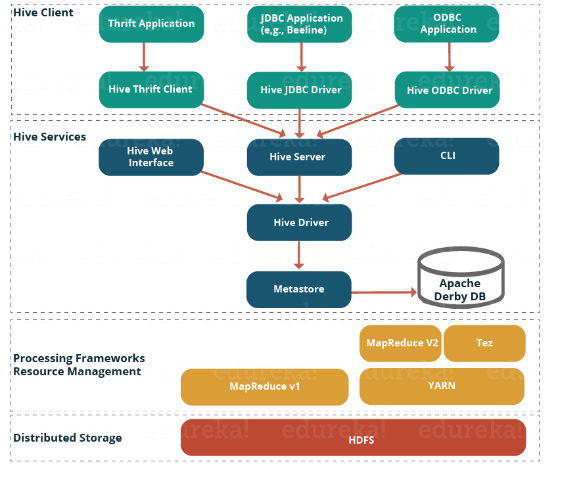 Hive Client
Thrift Application
JDBC Application
(e,g., Beeline)
ODBC
Application
Hive Thrift Client
Hive JDBC Driver
Hive ODBC Driver
Hive Services
Hive Web
Interface
Hive Server
CLI
Hive Driver
Metastore
Apache
Derby DB
Processing Frameworks
Resource Management
MapReduce V2
Tez
MapReduce v1
YARN
Distributed Storage
HDFS
edureka!
edureka!
edureka!